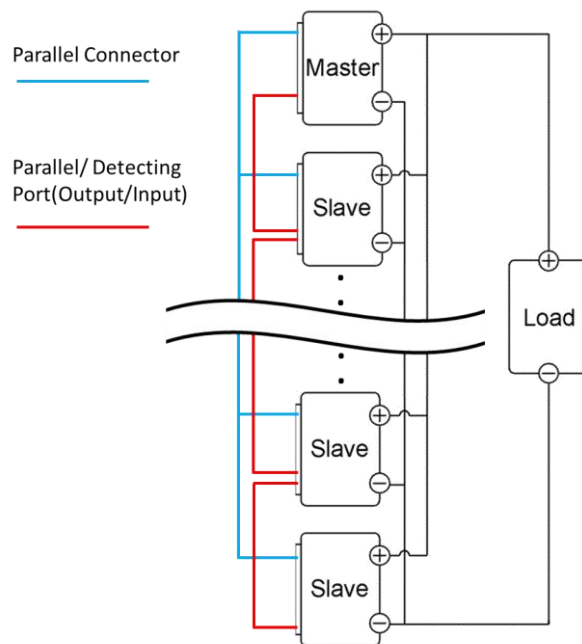 Parallel Connector
Parallel/ Detecting
Port(Output/Input)
+
Master
−
+
Slave
−
+
Load
−
+
Slave
−
+
Slave
−